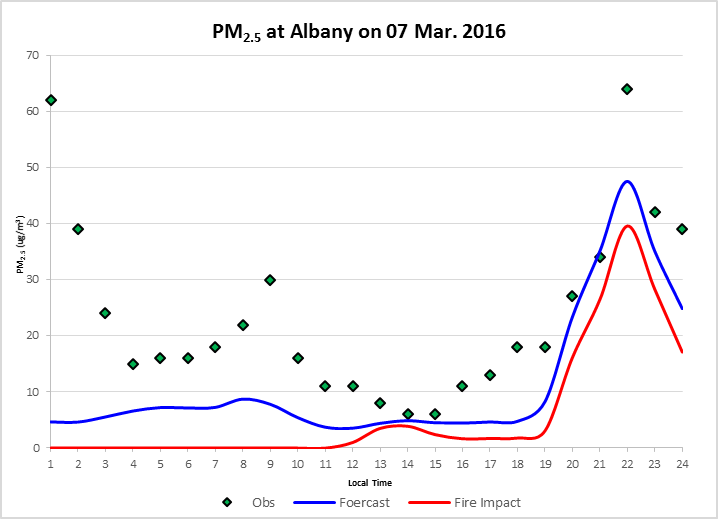 PM2.5 at Albany on 07 Mar. 2016
70
60
50
40
30
20
10
0
PM2.5 (ug/m³)
1 2 3 4 5 6 7 8 9 10 11 12 13 14 15 16 17 18 19 20 21 22 23 24
Local Time
Obs Foercast Fire Impact